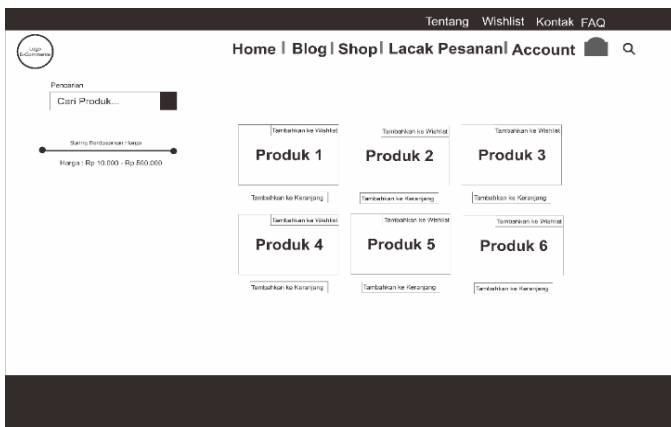 Tentang Wishlist Kontak FAQ
Logo
E-Commerce
Home | Blog | Shop| Lacak Pesanan| Account
Pencarian
Cari Produk...
Saring Berdasarkan Harga
Harga : Rp 10.000 - Rp 500.000
Tambahkan ke Wishlist
Produk 1
Tambahkan ke Keranjang
Tambahkan ke Wishlist
Produk 2
Tambahkan ke Keranjang
Tambahkan ke Wishlist
Produk 3
Tambahkan ke Keranjang
Tambahkan ke Wishlist
Produk 4
Tambahkan ke Keranjang
Tambahkan ke Wishlist
Produk 5
Tambahkan ke Keranjang
Tambahkan ke Wishlist
Produk 6
Tambahkan ke Keranjang